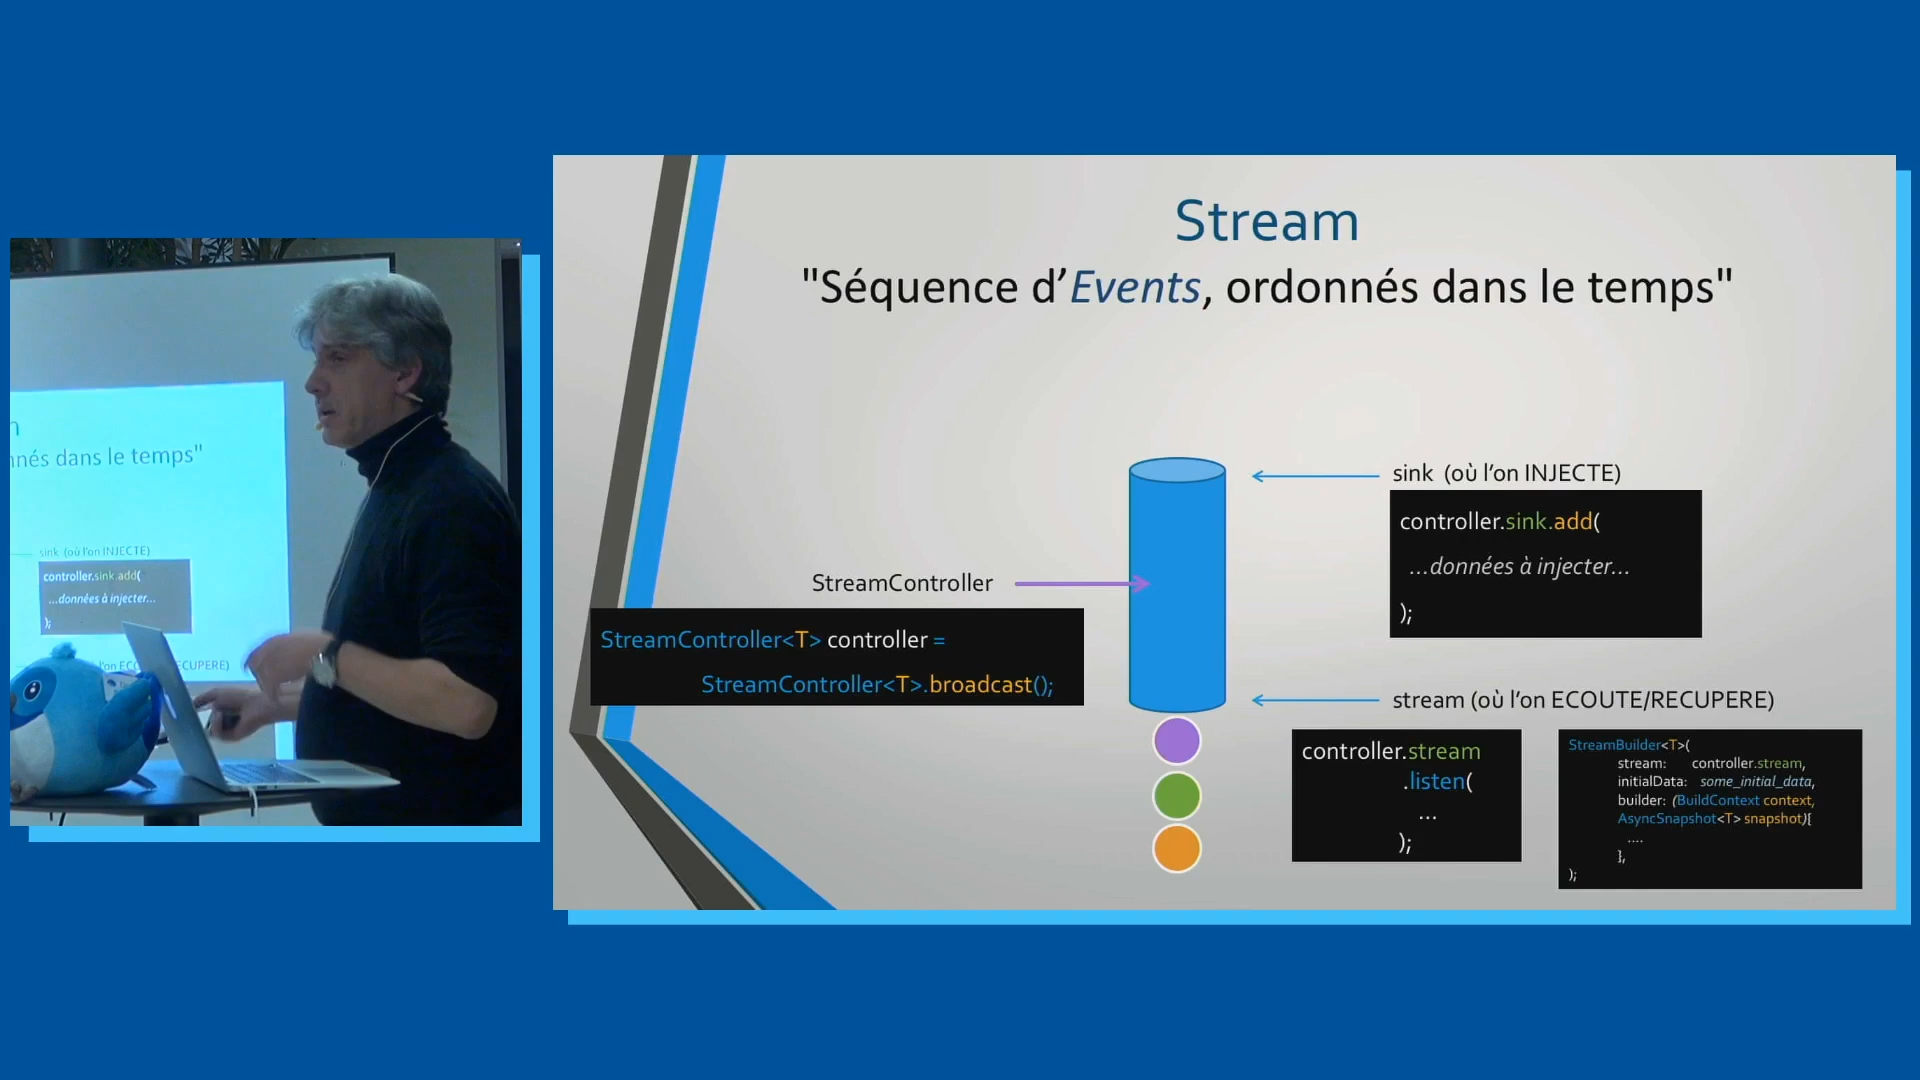 Stream
"Séquence d’Events, ordonnés dans le temps"
sink (où l’on INJECTE)
controller.sink.add(
...données à injecter...
);
StreamController
StreamController<T> controller =
StreamController<T>.broadcast();
stream (où l’on ECOUTE/RECUPERE)
controller.stream
.listen(
...
);
StreamBuilder<T>(
stream: controller.stream,
initialData: some_initial_data,
builder: (BuildContext context,
AsyncSnapshot<T> snapshot){
....
},
);
nnés dans le temps"
sink (où l'on INJECTE)
controller.sink.add(
...données à injecter...
);